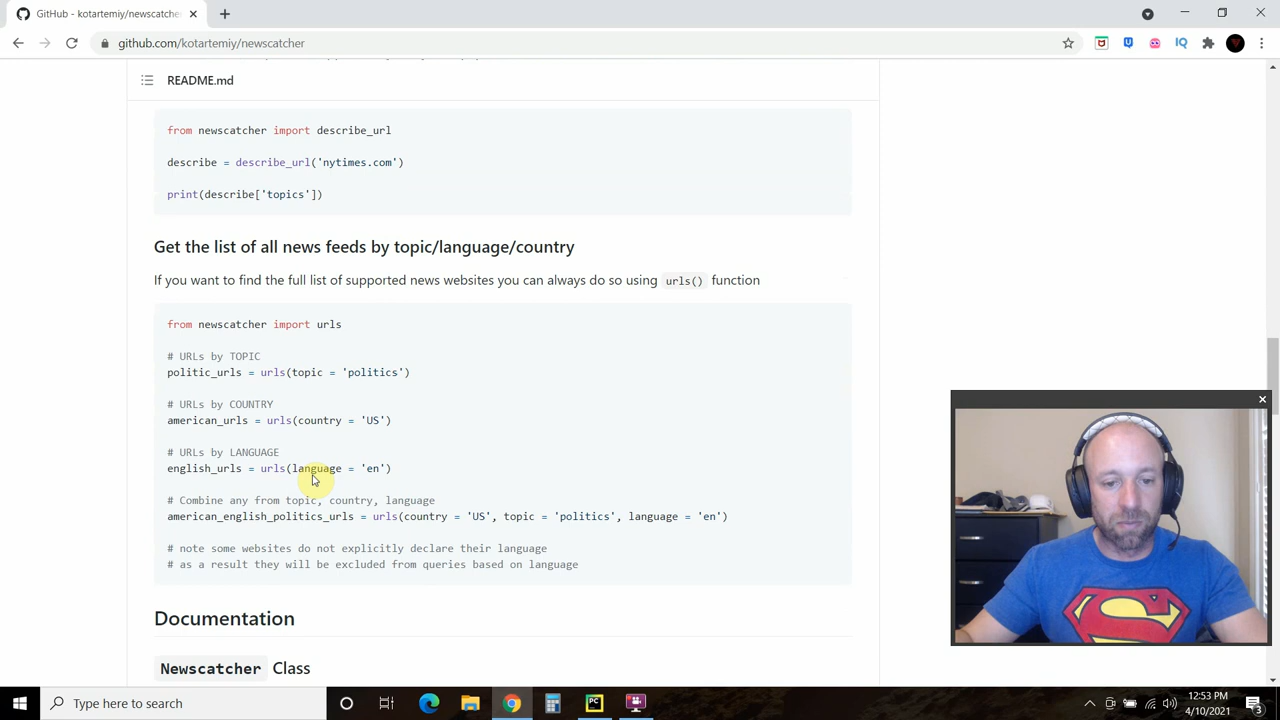 GitHub - kotartemiy/newscatche
github.com/kotartemiy/newscatcher
IQ
README.md
from newscatcher import describe_url
describe = describe_url('nytimes.com')
print(describe['topics'])
Get the list of all news feeds by topic/language/country
If you want to find the full list of supported news websites you can always do so using urls() function
from newscatcher import urls
# URLs by TOPIC
politic_urls = urls(topic = 'politics')
# URLs by COUNTRY
american_urls = urls(country = 'US')
# URLs by LANGUAGE
english_urls = urls(language = 'en')
# Combine any from topic, country, language
american_english_politics_urls = urls(country = 'US', topic = 'politics', language = 'en')
# note some websites do not explicitly declare their language
# as a result they will be excluded from queries based on language
Documentation
Newscatcher Class
S
Type here to search
PC
12:53 PM
4/10/2021
3